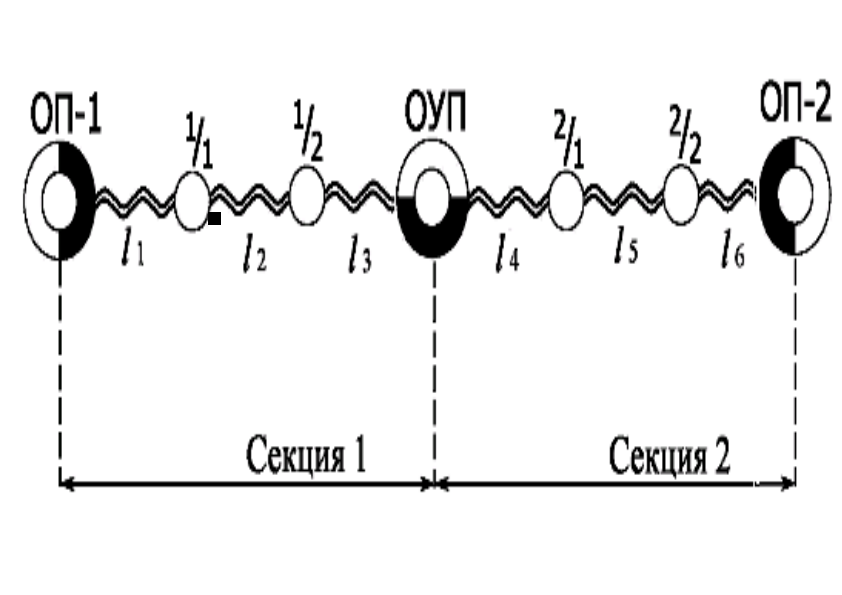 ОП-1
1/1
1/2
ОУП
2/1
2/2
ОП-2
l1
l2
l3
l4
l5
l6
Секция 1
Секция 2